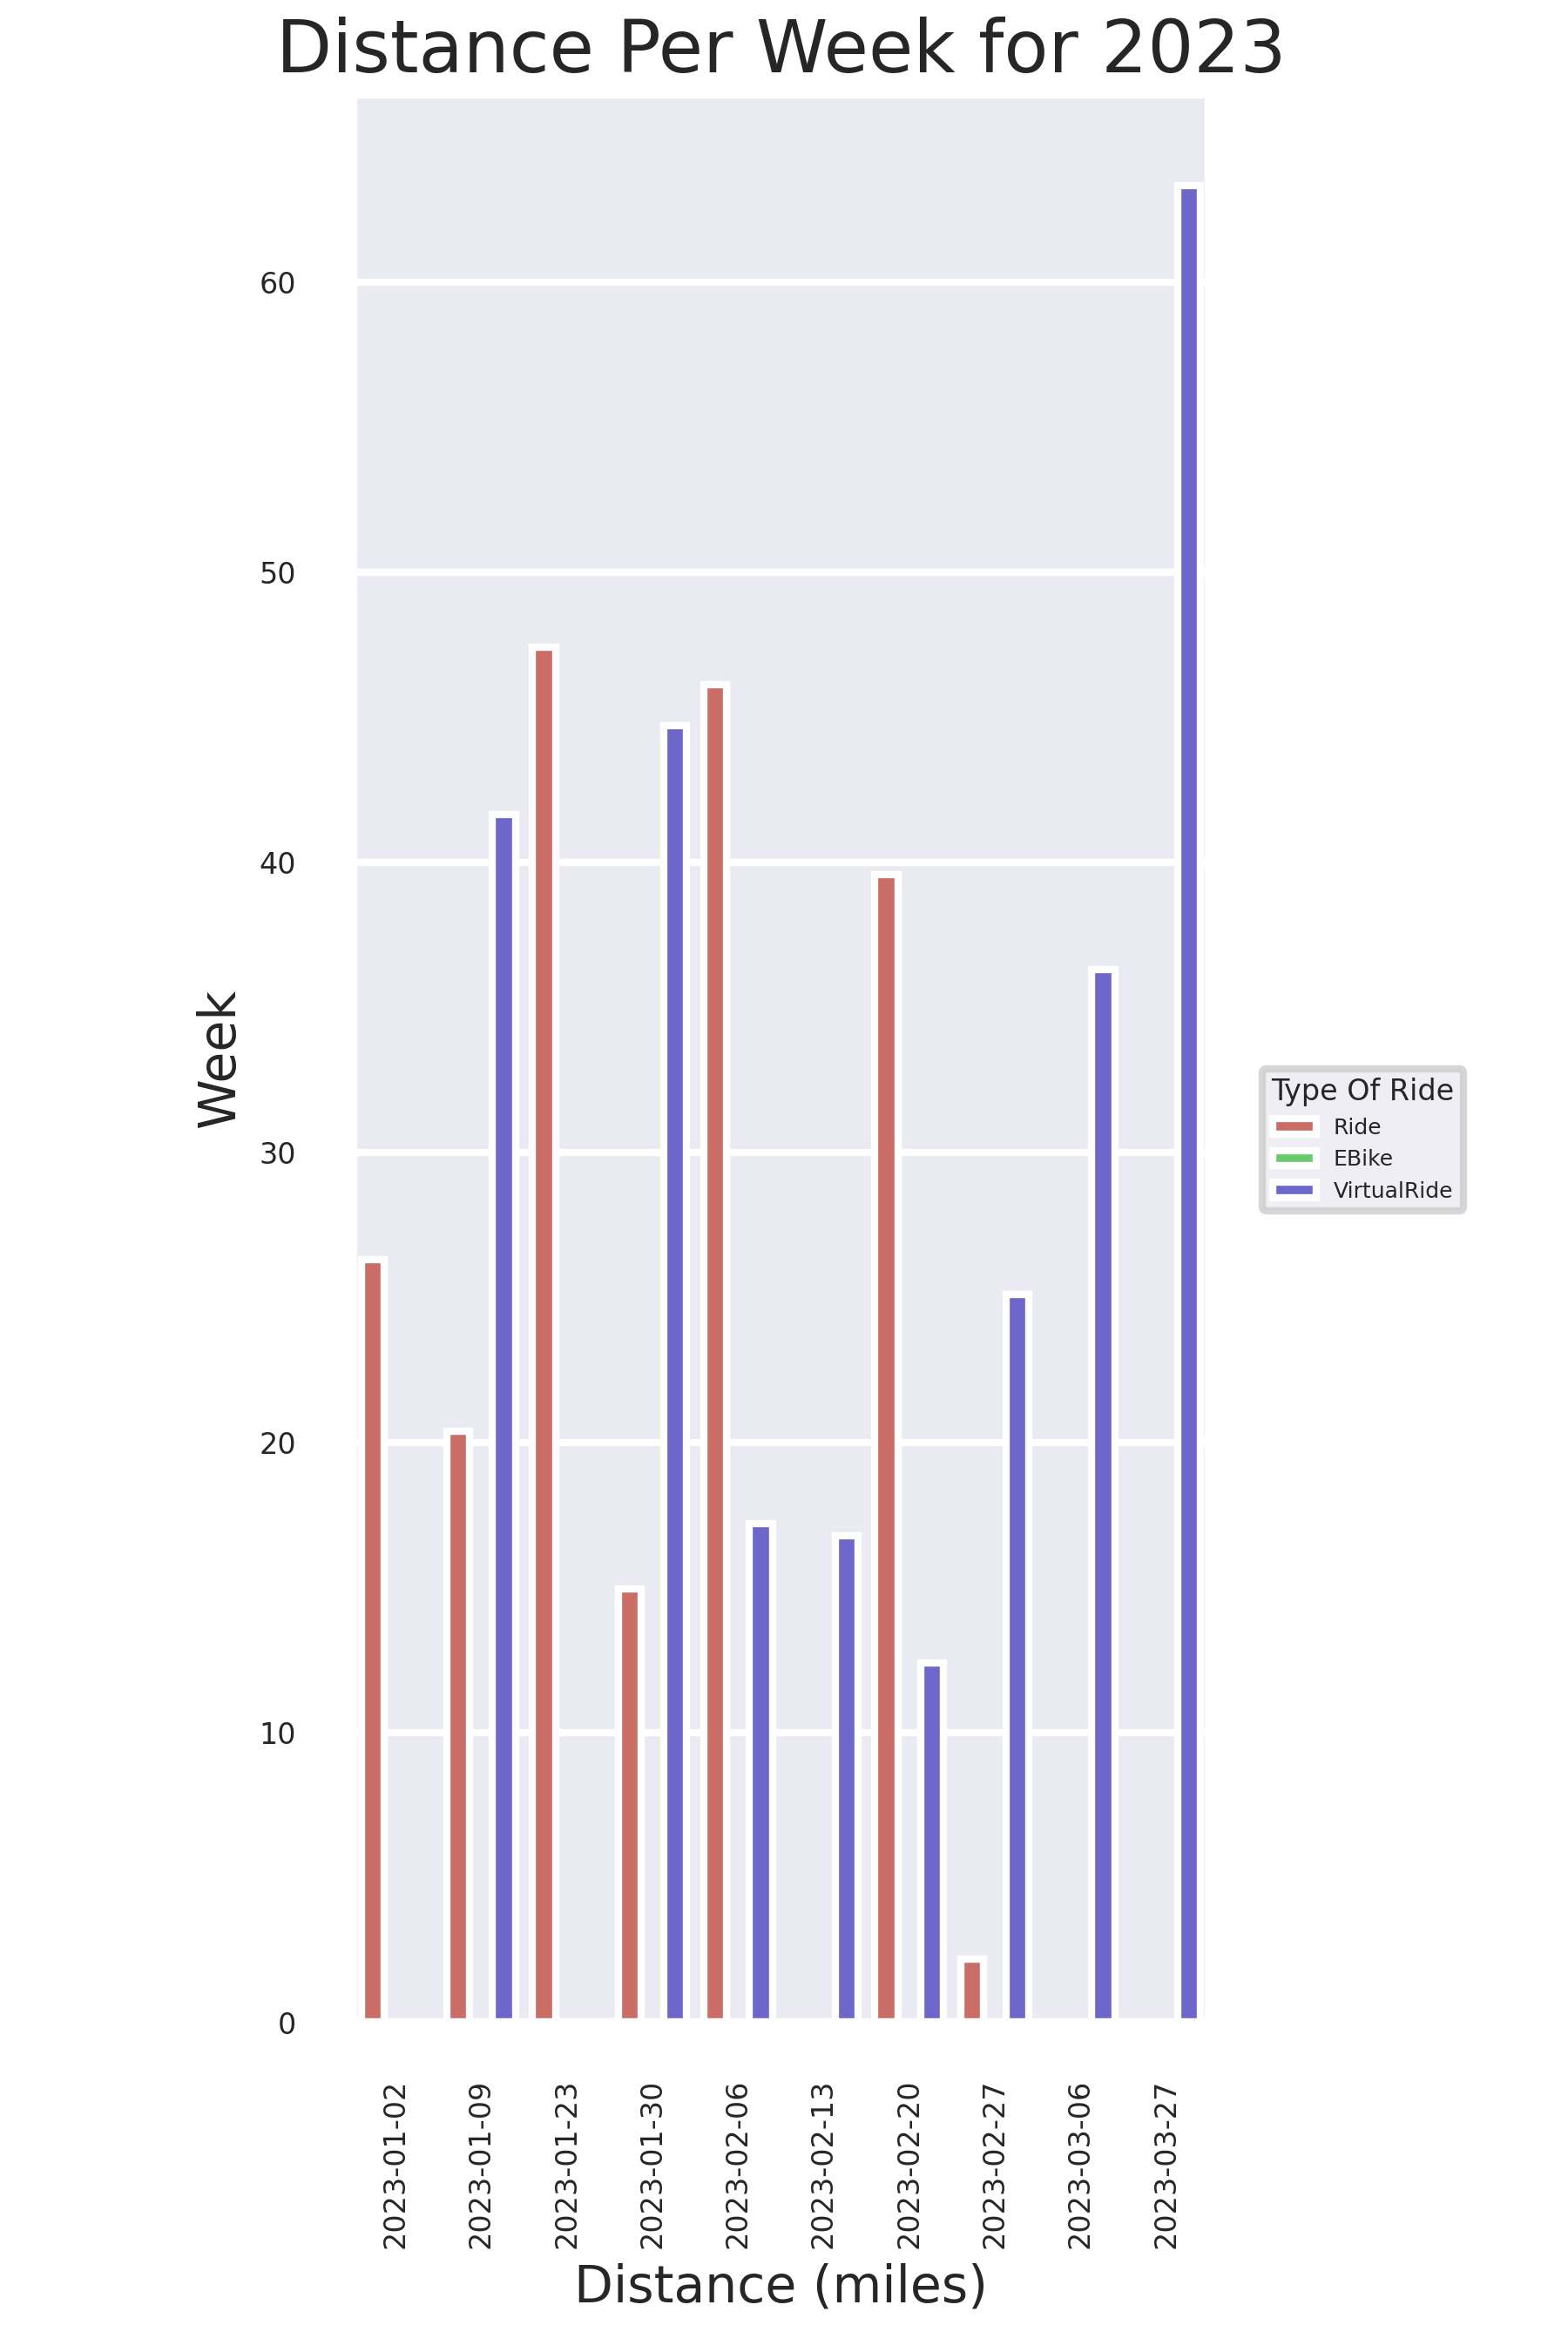 Distance Per Week for 2023
60
50
40
30
20
10
0
Week
Type Of Ride
Ride
EBike
VirtualRide
2023-01-02
2023-01-09
2023-01-23
2023-01-30
2023-02-06
2023-02-13
2023-02-20
2023-02-27
2023-03-06
2023-03-27
Distance (miles)